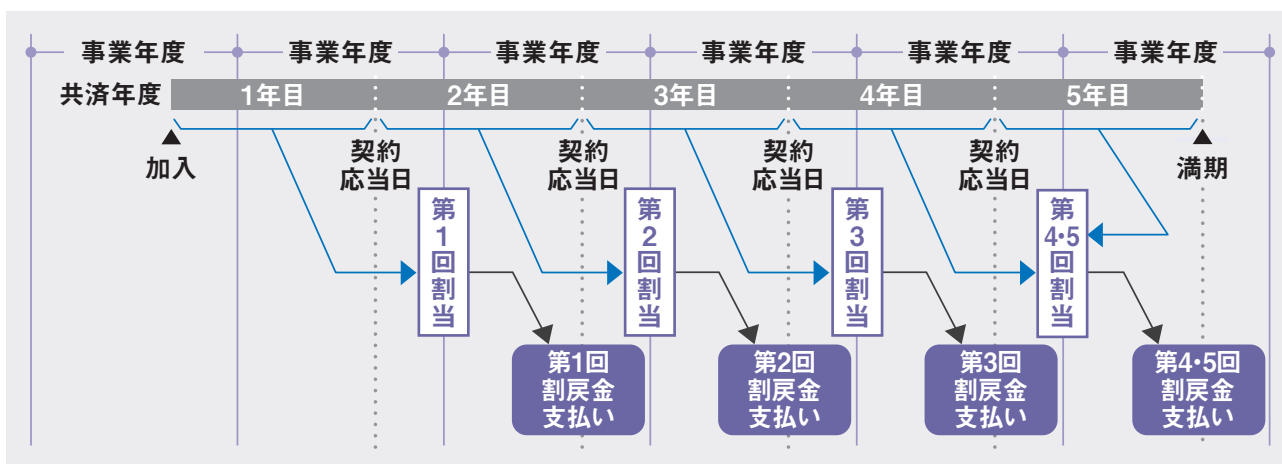 事業年度 事業年度 事業年度 事業年度 事業年度 事業年度
共済年度 1年目 2年目 3年目 4年目 5年目
加入
契約
応当日
契約
応当日
契約
応当日
契約
応当日
満期
第1回割当
第2回割当
第3回割当
第4・5回割当
第1回
割戻金
支払い
第2回
割戻金
支払い
第3回
割戻金
支払い
第4・5回
割戻金
支払い